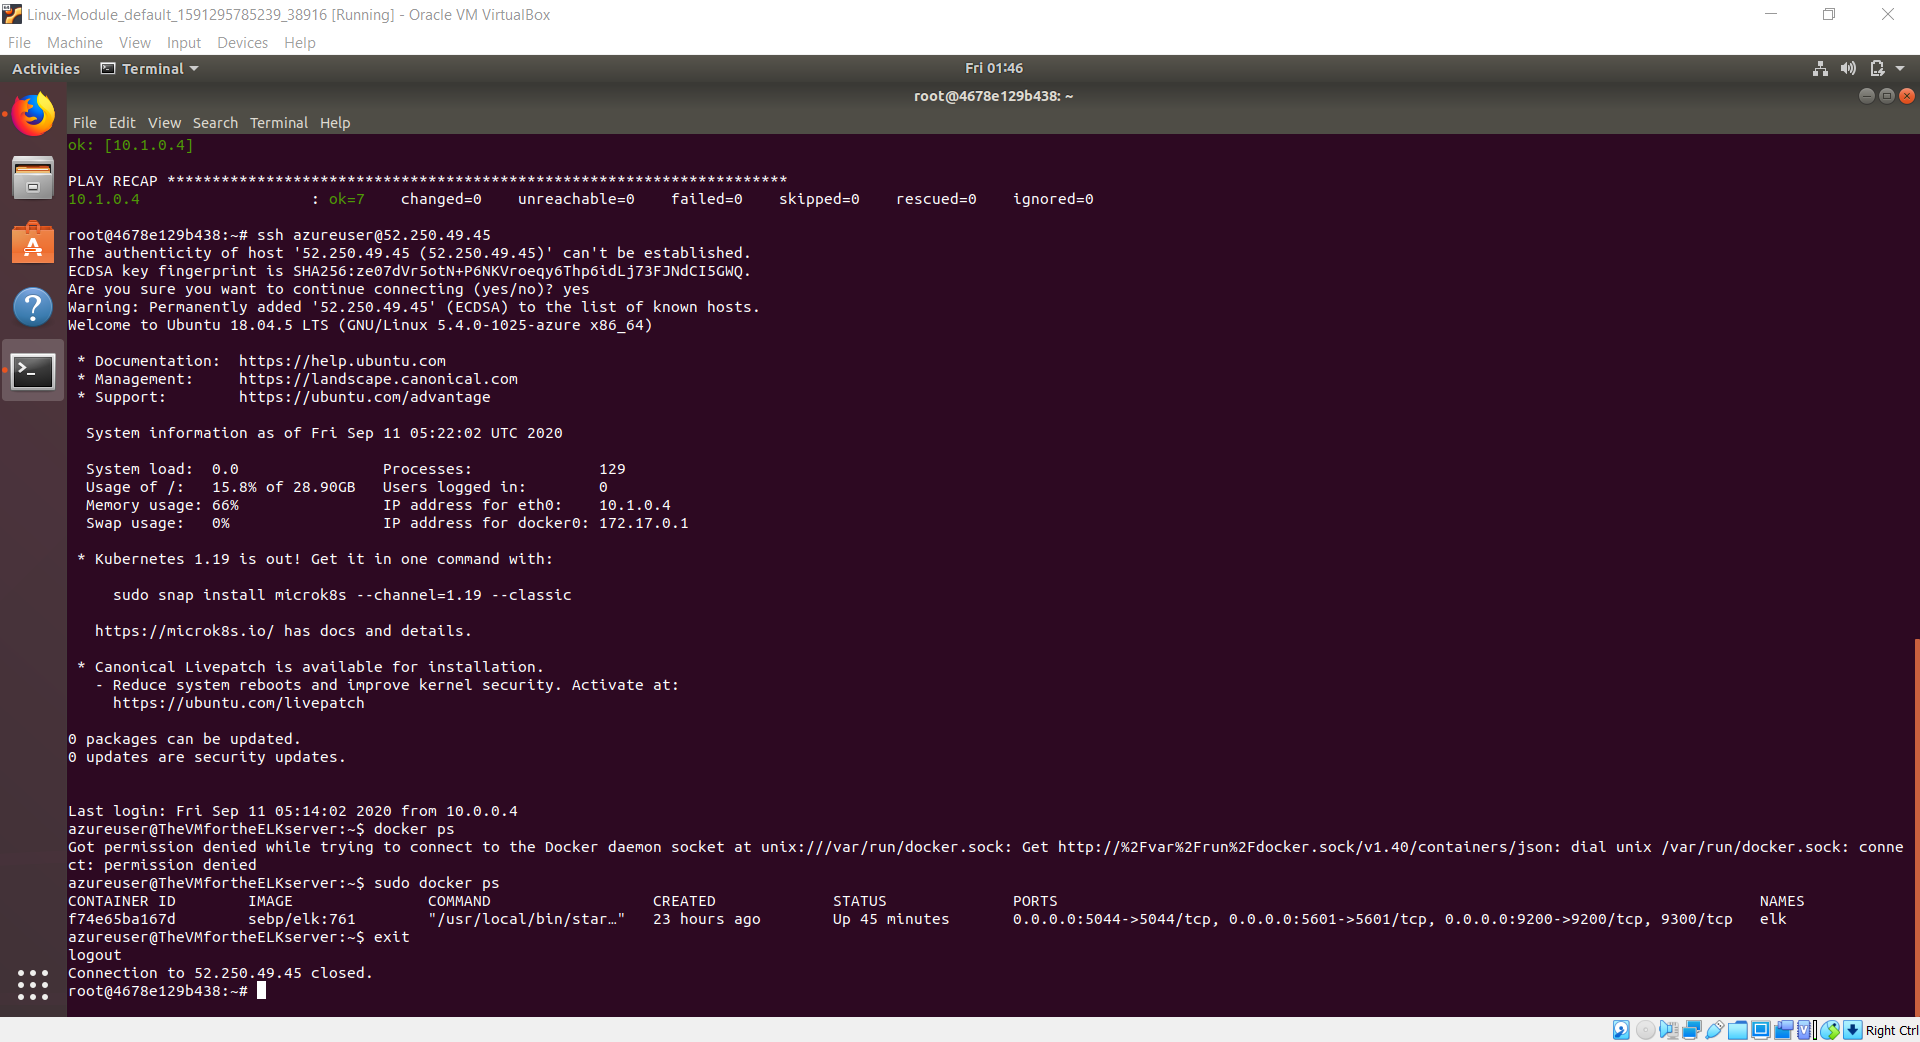 Linux-Module_default_1591295785239_38916 [Running] - Oracle VM VirtualBox
File Machine View Input Devices Help
Activities Terminal Fri 01:46
root@4678e129b438: ~
File Edit View Search Terminal Help
ok: [10.1.0.4]
PLAY RECAP *********************************************************************
10.1.0.4 : ok=7 changed=0 unreachable=0 failed=0 skipped=0 rescued=0 ignored=0
root@4678e129b438:~# ssh azureuser@52.250.49.45
The authenticity of host '52.250.49.45 (52.250.49.45)' can't be established.
ECDSA key fingerprint is SHA256:ze07dVr5otN+P6NKVroeqy6Thp6idLj73FJNdCI5GWQ.
Are you sure you want to continue connecting (yes/no)? yes
Warning: Permanently added '52.250.49.45' (ECDSA) to the list of known hosts.
Welcome to Ubuntu 18.04.5 LTS (GNU/Linux 5.4.0-1025-azure x86_64)
* Documentation: https://help.ubuntu.com
* Management: https://landscape.canonical.com
* Support: https://ubuntu.com/advantage
System information as of Fri Sep 11 05:22:02 UTC 2020
System load: 0.0 Processes: 129
Usage of /: 15.8% of 28.90GB Users logged in: 0
Memory usage: 66% IP address for eth0: 10.1.0.4
Swap usage: 0% IP address for docker0: 172.17.0.1
* Kubernetes 1.19 is out! Get it in one command with:
sudo snap install microk8s --channel=1.19 --classic
https://microk8s.io/ has docs and details.
* Canonical Livepatch is available for installation.
- Reduce system reboots and improve kernel security. Activate at:
https://ubuntu.com/livepatch
0 packages can be updated.
0 updates are security updates.
Last login: Fri Sep 11 05:14:02 2020 from 10.0.0.4
azureuser@TheVMfortheELKserver:~$ docker ps
Got permission denied while trying to connect to the Docker daemon socket at unix:///var/run/docker.sock: Get http://%2Fvar%2Frun%2Fdocker.sock/v1.40/containers/json: dial unix /var/run/docker.sock: conne
ct: permission denied
azureuser@TheVMfortheELKserver:~$ sudo docker ps
CONTAINER ID IMAGE COMMAND CREATED STATUS PORTS NAMES
f74e65ba167d sebp/elk:761 "/usr/local/bin/star…" 23 hours ago Up 45 minutes 0.0.0.0:5044->5044/tcp, 0.0.0.0:5601->5601/tcp, 0.0.0.0:9200->9200/tcp, 9300/tcp elk
azureuser@TheVMfortheELKserver:~$ exit
logout
Connection to 52.250.49.45 closed.
root@4678e129b438:~#
Right Ctrl